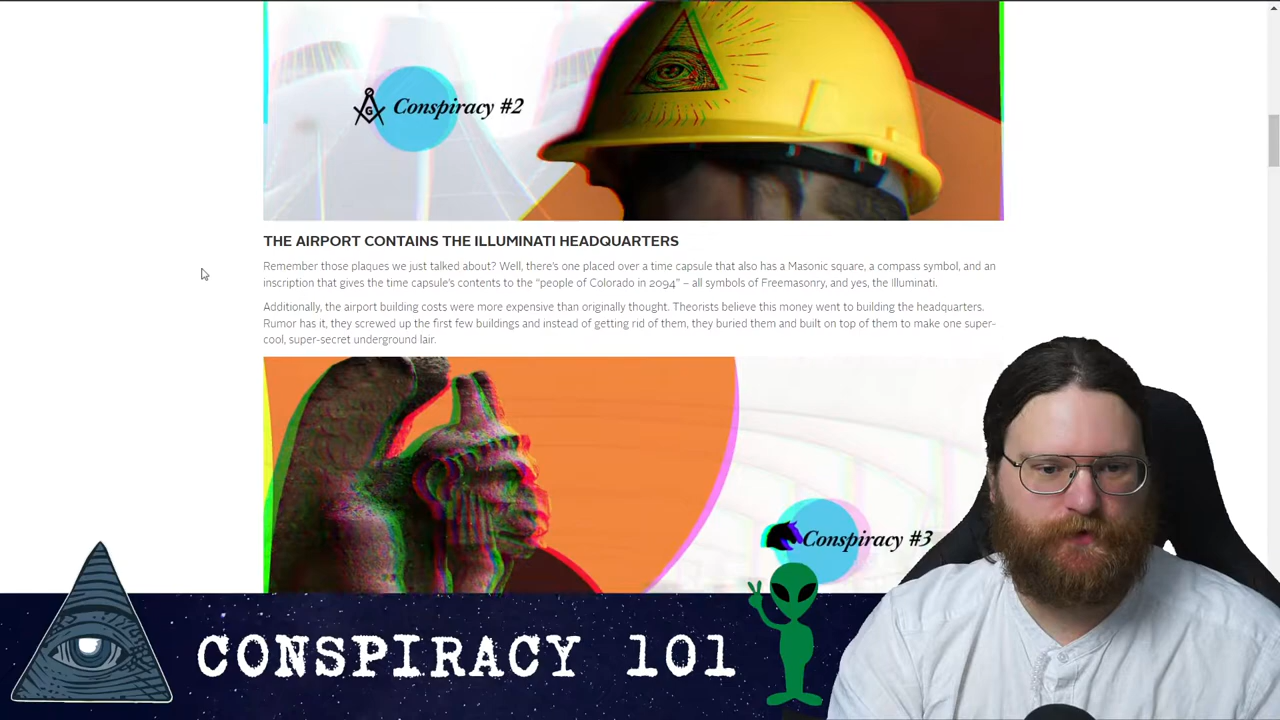 G
Conspiracy #2
THE AIRPORT CONTAINS THE ILLUMINATI HEADQUARTERS
Remember those plaques we just talked about? Well, there's one placed over a time capsule that also has a Masonic square, a compass symbol, and an
inscription that gives the time capsule's contents to the “people of Colorado in 2094” – all symbols of Freemasonry, and yes, the Illuminati.
Additionally, the airport building costs were more expensive than originally thought. Theorists believe this money went to building the headquarters.
Rumor has it, they screwed up the first few buildings and instead of getting rid of them, they buried them and built on top of them to make one super-
cool, super-secret underground lair.
Conspiracy #3
CONSPIRACY 101